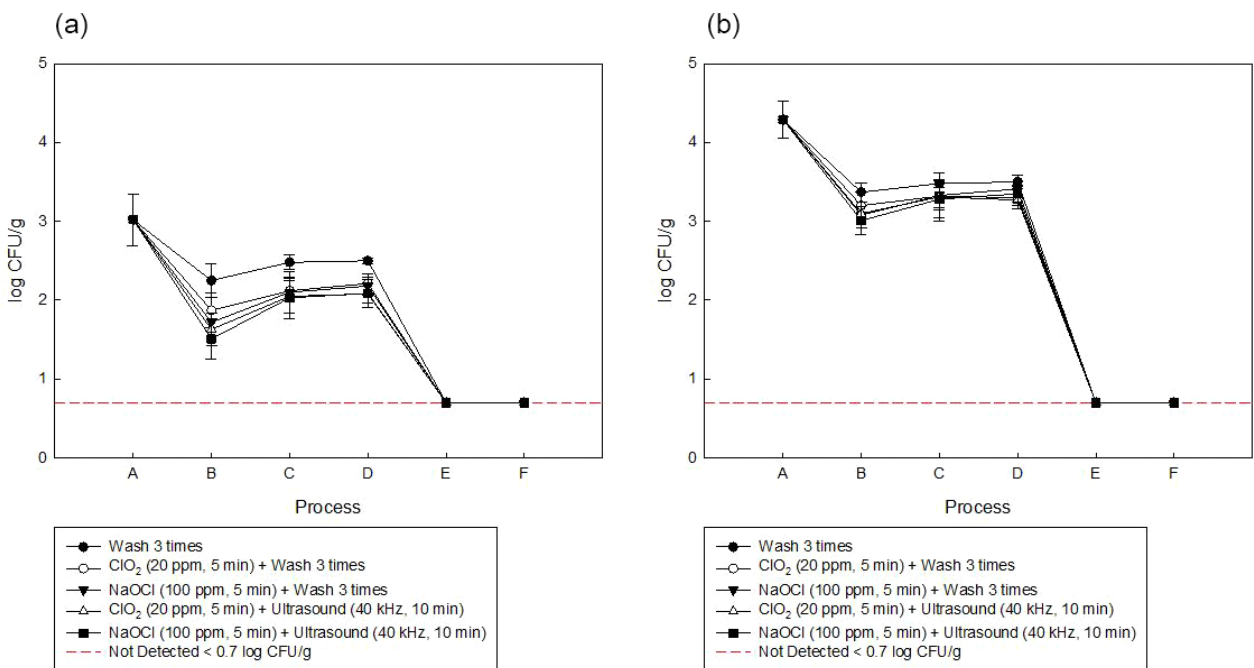 (a)
5
4
3
2
1
0
log CFU/g
A B C D E F
Process
Wash 3 times
ClO₂ (20 ppm, 5 min) + Wash 3 times
NaOCl (100 ppm, 5 min) + Wash 3 times
ClO₂ (20 ppm, 5 min) + Ultrasound (40 kHz, 10 min)
NaOCl (100 ppm, 5 min) + Ultrasound (40 kHz, 10 min)
Not Detected < 0.7 log CFU/g
(b)
5
4
3
2
1
0
log CFU/g
A B C D E F
Process
Wash 3 times
ClO₂ (20 ppm, 5 min) + Wash 3 times
NaOCl (100 ppm, 5 min) + Wash 3 times
ClO₂ (20 ppm, 5 min) + Ultrasound (40 kHz, 10 min)
NaOCl (100 ppm, 5 min) + Ultrasound (40 kHz, 10 min)
Not Detected < 0.7 log CFU/g